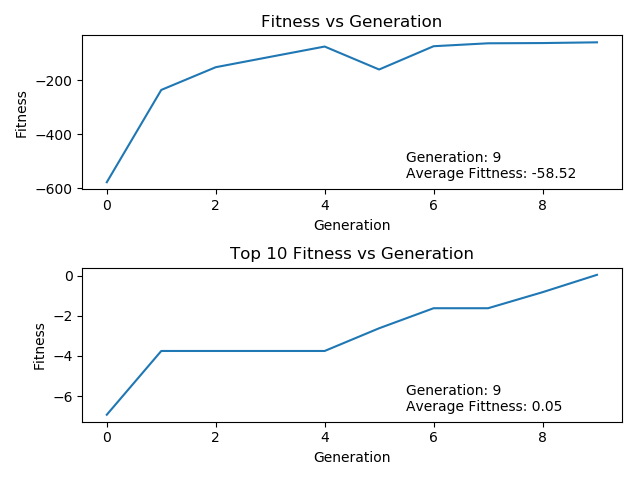 Fitness vs Generation
Fitness
−200
−400
−600
Generation: 9
Average Fittness: -58.52
0 2 4 6 8
Generation
Top 10 Fitness vs Generation
Fitness
0
−2
−4
−6
Generation: 9
Average Fittness: 0.05
0 2 4 6 8
Generation